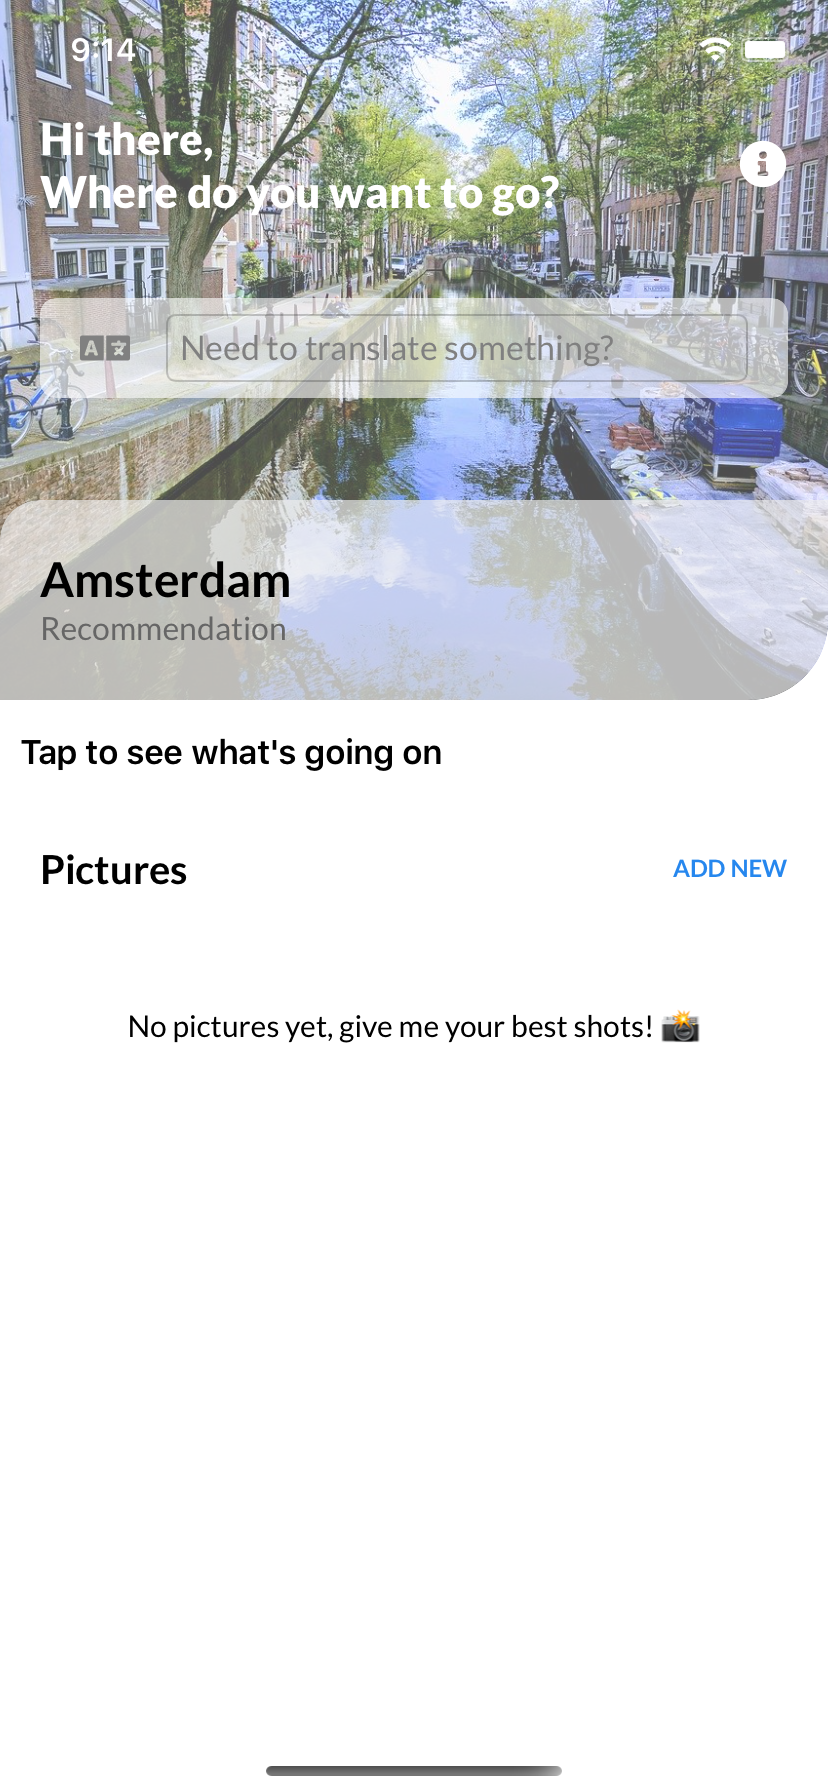 9:14
Hi there,
Where do you want to go?
Need to translate something?
Amsterdam
Recommendation
Tap to see what's going on
Pictures
ADD NEW
No pictures yet, give me your best shots! 📸